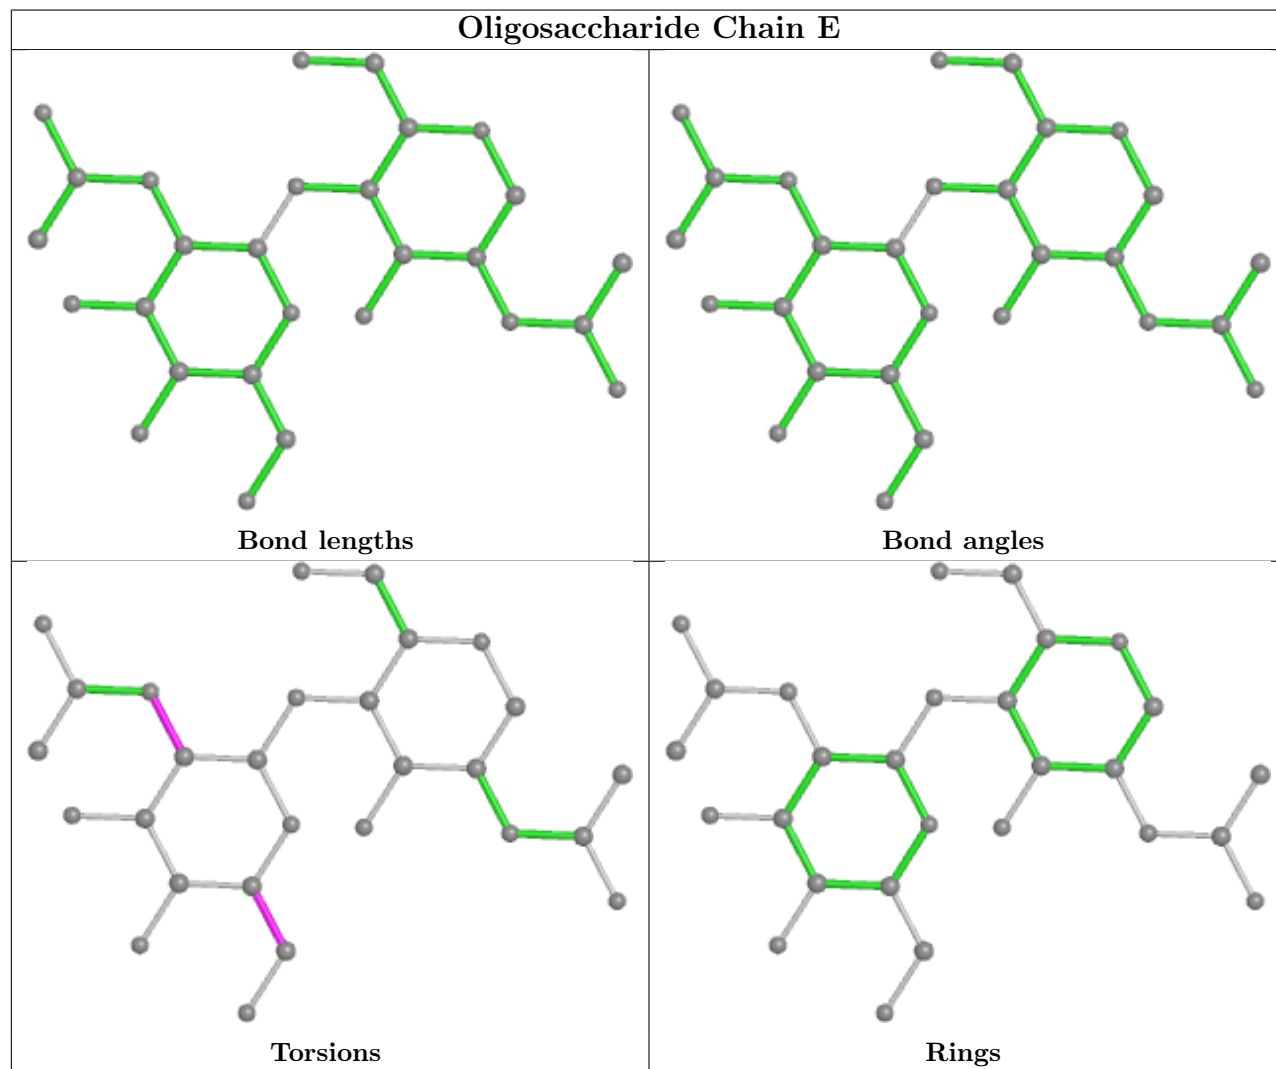 Oligosaccharide Chain E
Bond lengths
Bond angles
Torsions
Rings